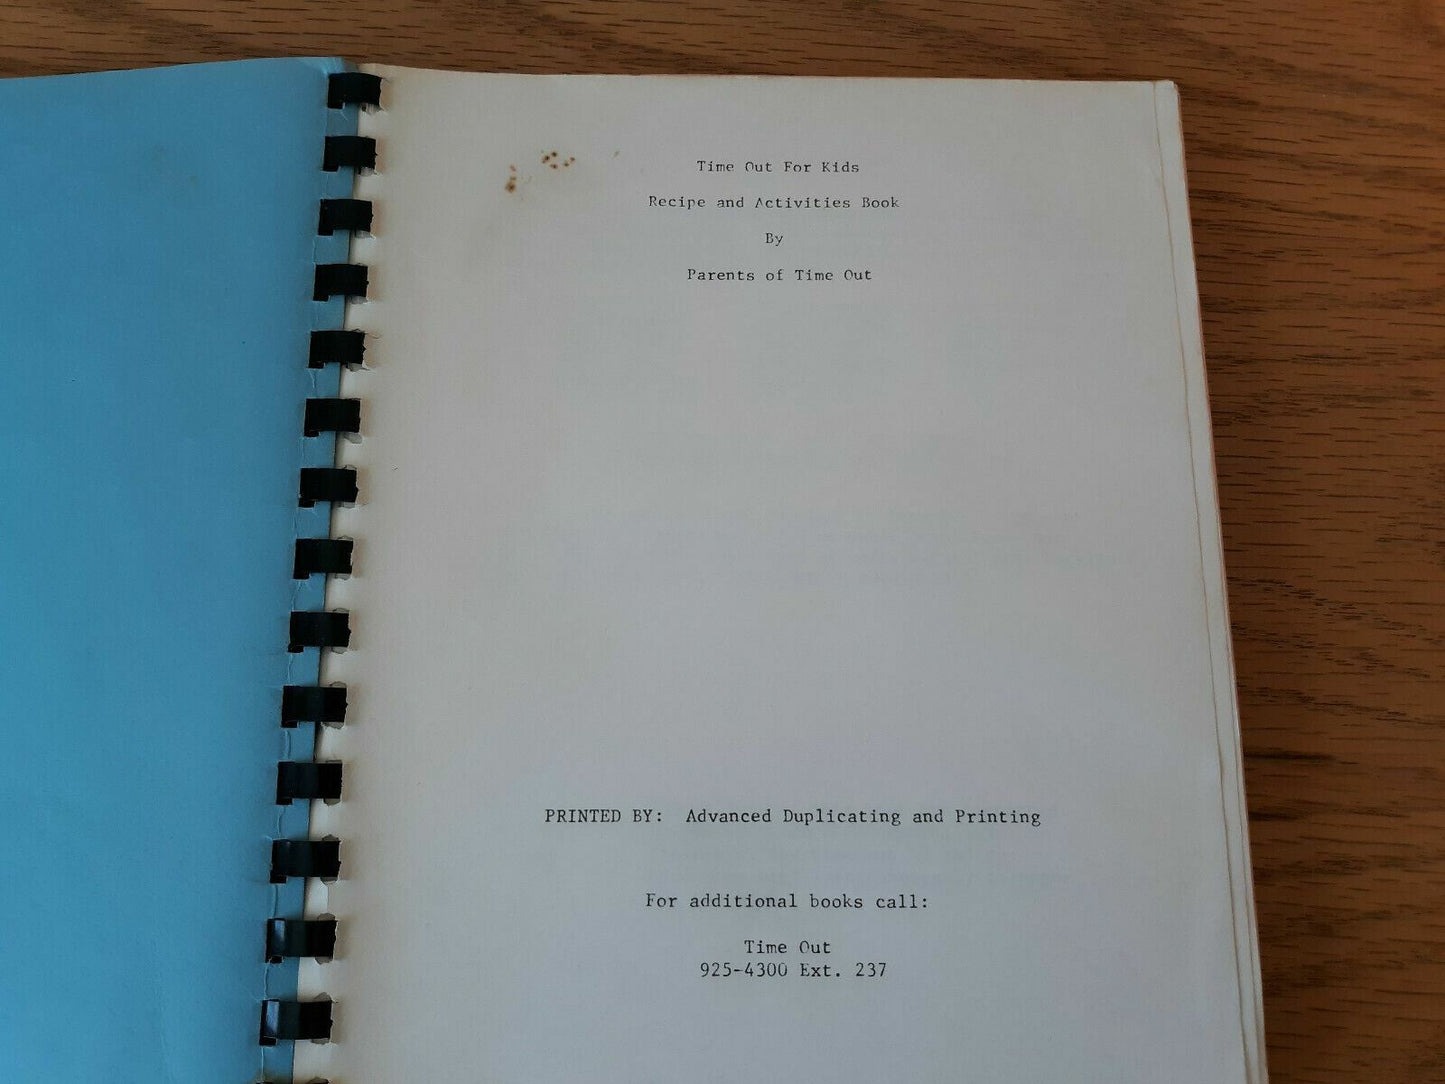 Time Out For Kids
Recipe and Activities Book
By
Parents of Time Out
PRINTED BY: Advanced Duplicating and Printing
For additional books call:
Time Out
925-4300 Ext. 237